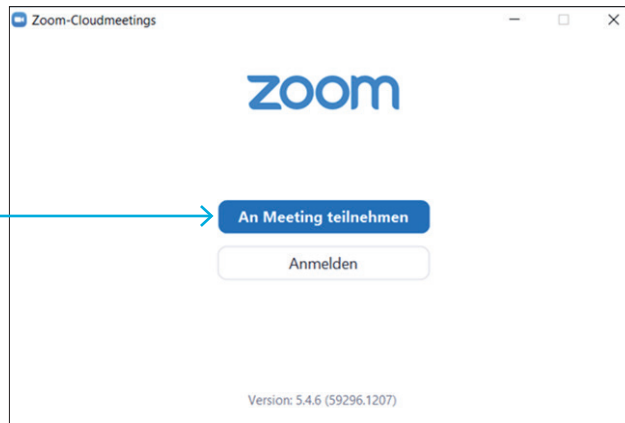 Zoom-Cloudmeetings
zoom
An Meeting teilnehmen
Anmelden
Version: 5.4.6 (59296.1207)